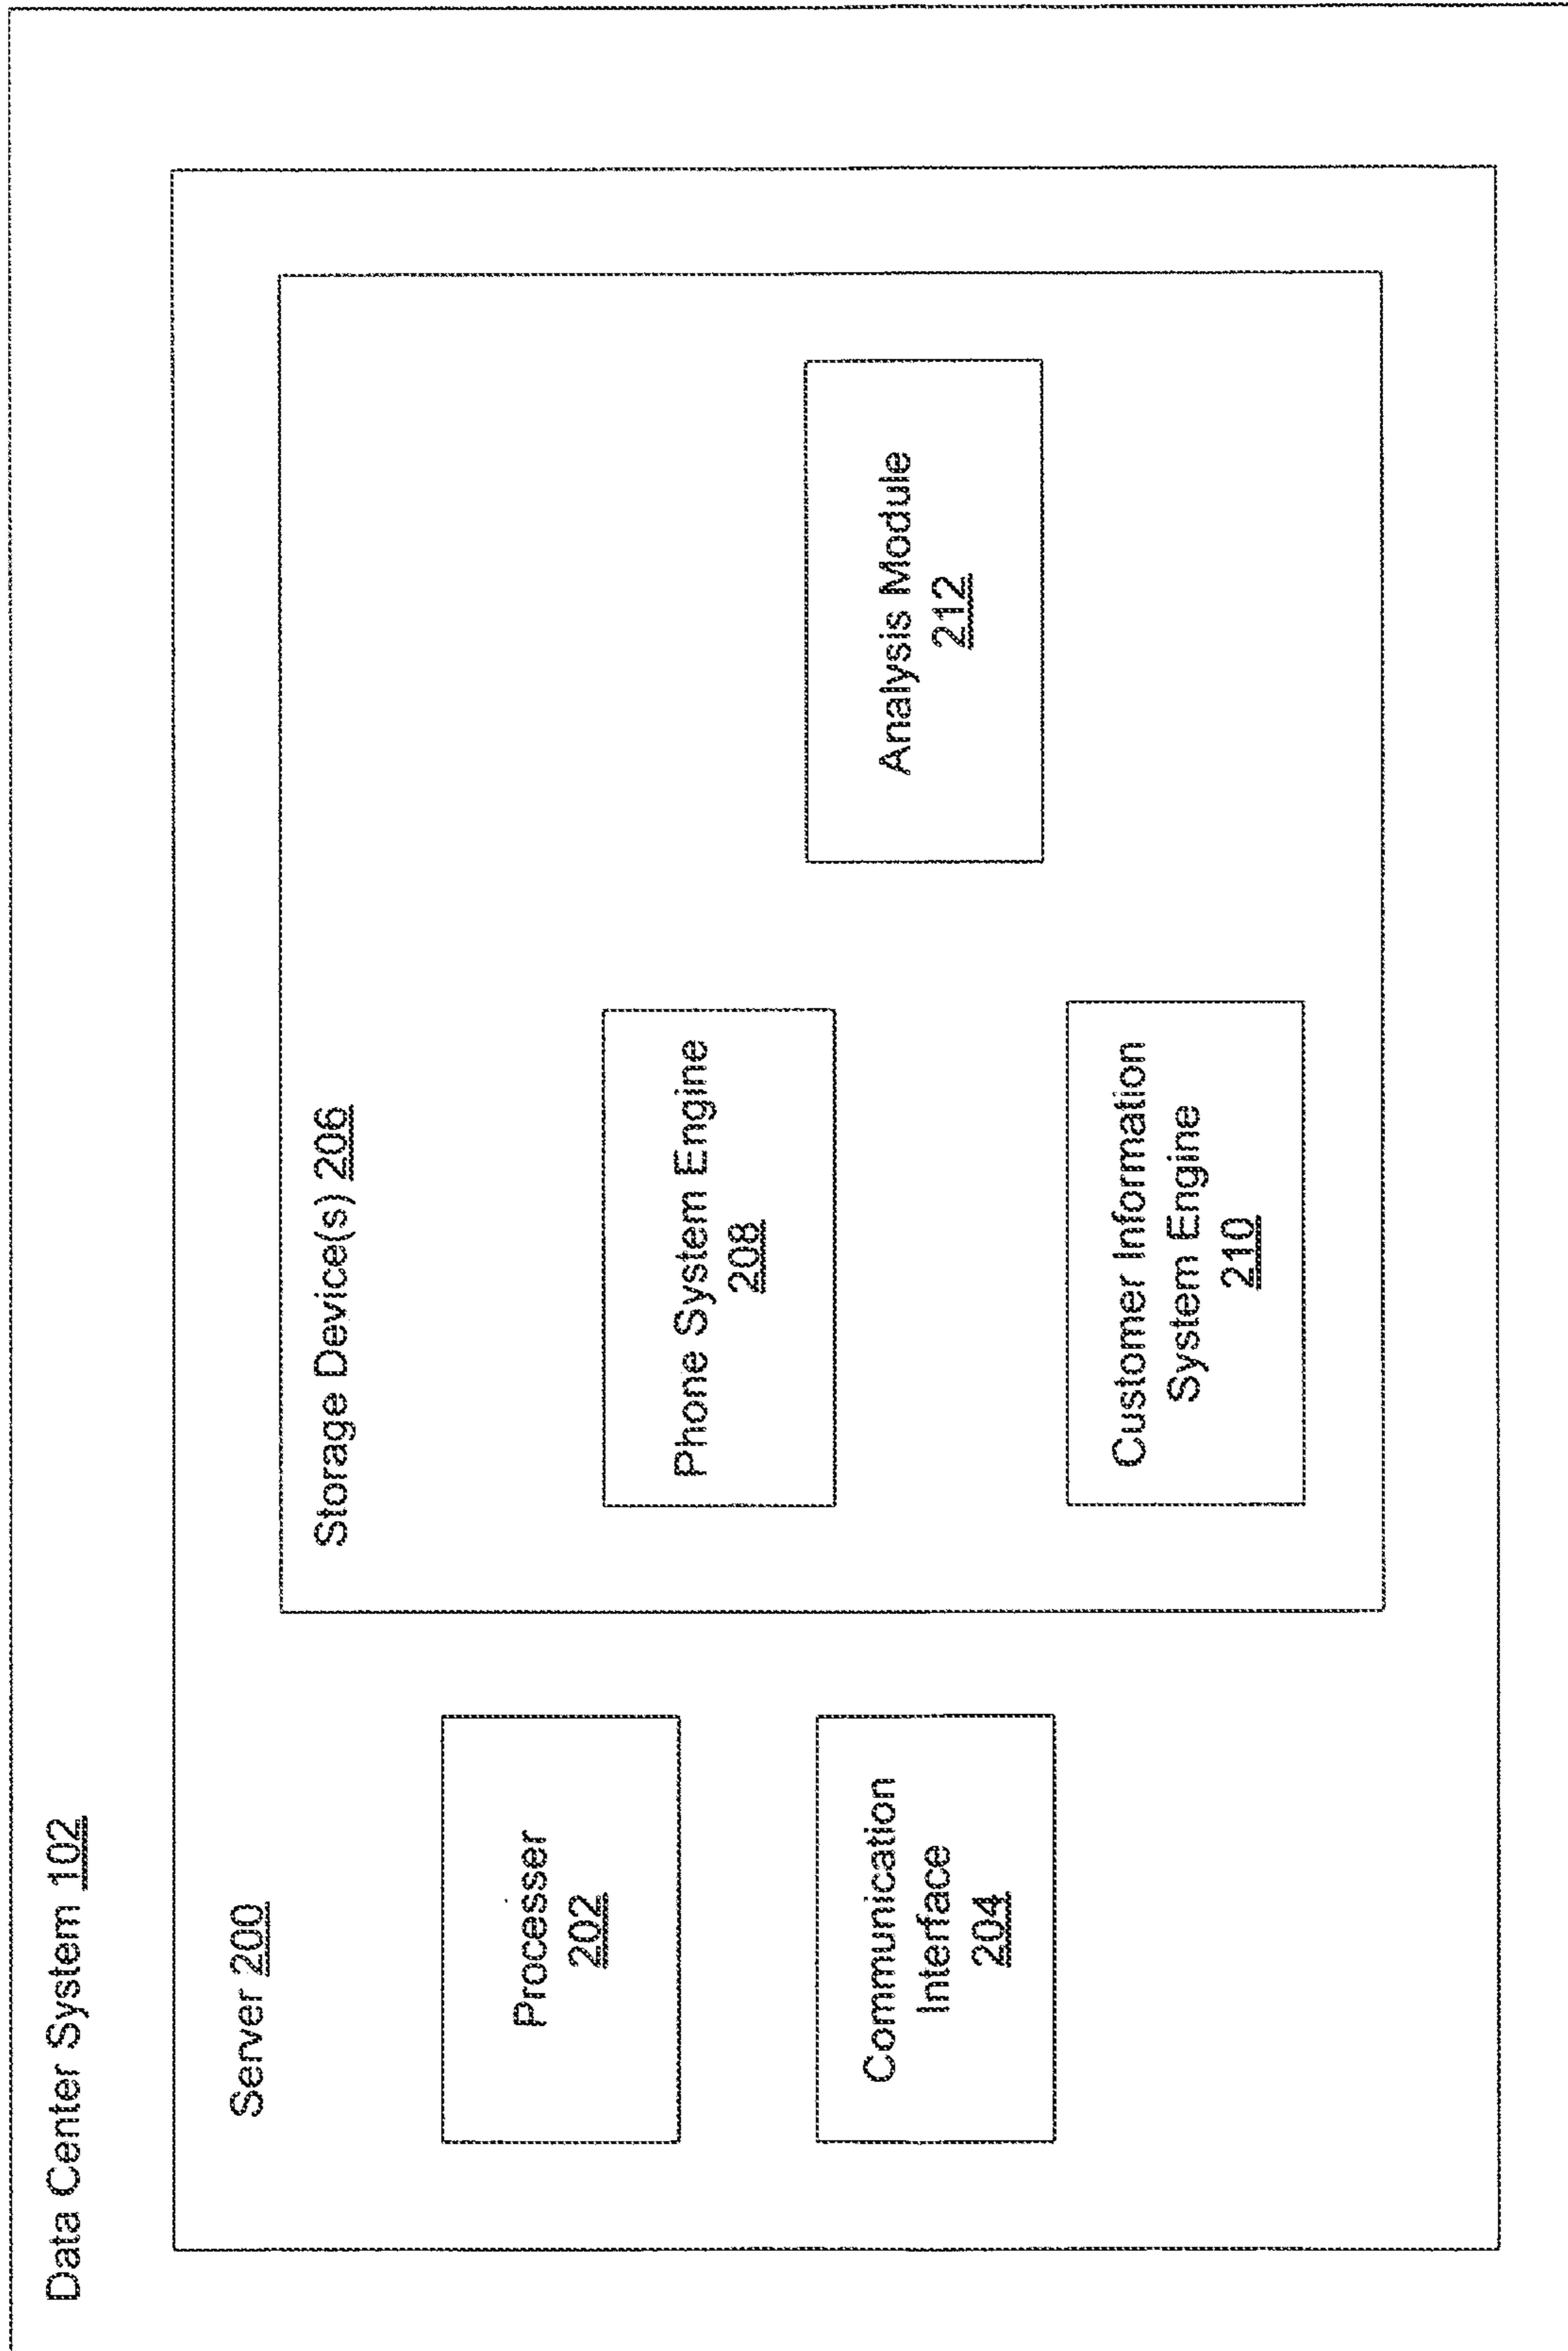 Data Center System 102
Server 200
Processer
202
Communication
Interface
204
Storage Device(s) 206
Phone System Engine
208
Customer Information
System Engine
210
Analysis Module
212